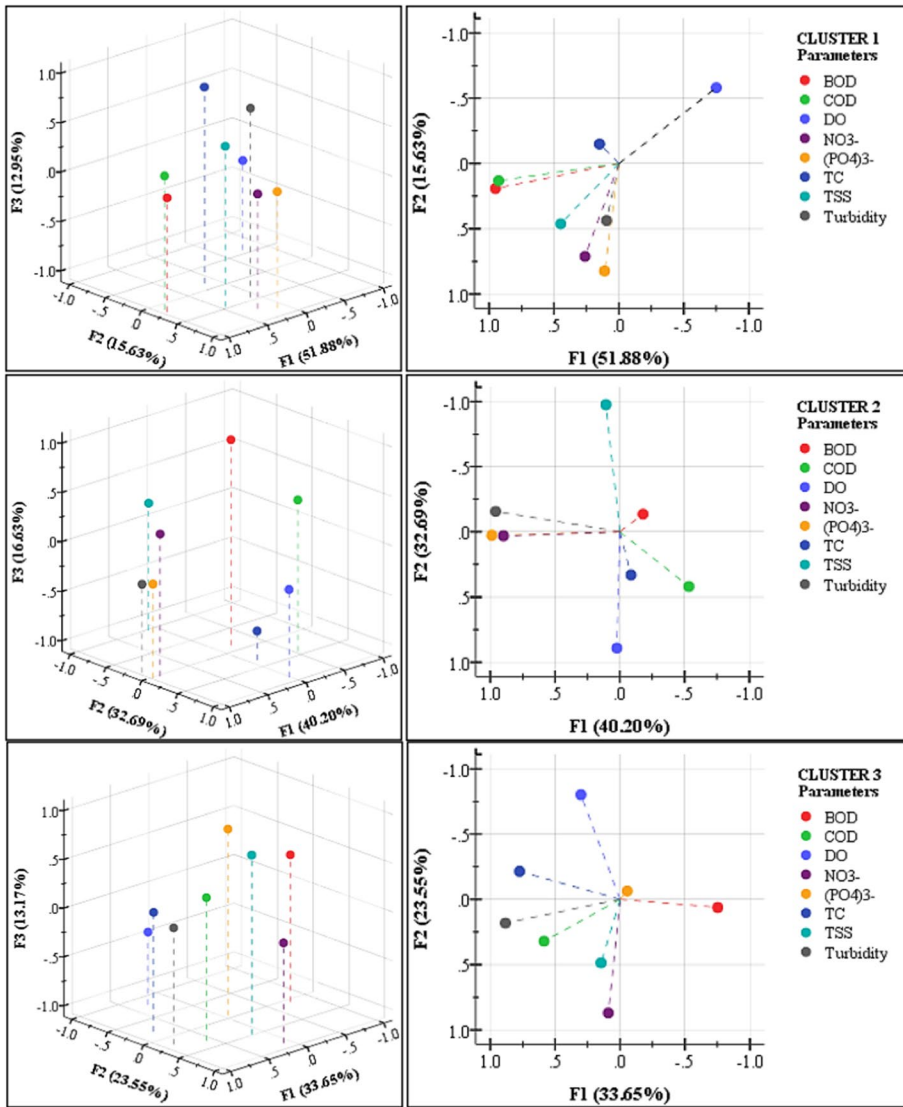 1.0
.5
.0
-.5
-1.0
F3 (12.95%)
-1.0
-.5
0
.5
1.0
F2 (15.63%)
1.0
.5
0
-.5
-1.0
F1 (51.88%)
-1.0
-.5
.0
.5
1.0
F2 (15.63%)
1.0
.5
.0
-.5
-1.0
F1 (51.88%)
CLUSTER 1
Parameters
BOD
COD
DO
NO3-
(PO4)3-
TC
TSS
Turbidity
1.0
.5
.0
-.5
-1.0
F3 (16.63%)
-1.0
-.5
0
.5
1.0
F2 (32.69%)
1.0
.5
0
-.5
-1.0
F1 (40.20%)
-1.0
-.5
.0
.5
1.0
F2 (32.69%)
1.0
.5
.0
-.5
-1.0
F1 (40.20%)
CLUSTER 2
Parameters
BOD
COD
DO
NO3-
(PO4)3-
TC
TSS
Turbidity
1.0
.5
.0
-.5
-1.0
F3 (13.17%)
-1.0
-.5
0
.5
1.0
F2 (23.55%)
1.0
.5
0
-.5
-1.0
F1 (33.65%)
-1.0
-.5
.0
.5
1.0
F2 (23.55%)
1.0
.5
.0
-.5
-1.0
F1 (33.65%)
CLUSTER 3
Parameters
BOD
COD
DO
NO3-
(PO4)3-
TC
TSS
Turbidity